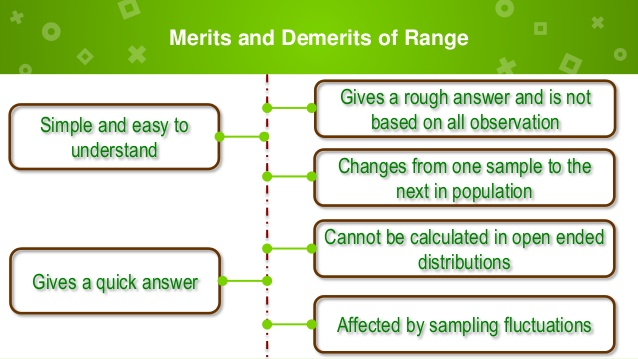 Merits and Demerits of Range
Simple and easy to
understand
Gives a quick answer
Gives a rough answer and is not
based on all observation
Changes from one sample to the
next in population
Cannot be calculated in open ended
distributions
Affected by sampling fluctuations